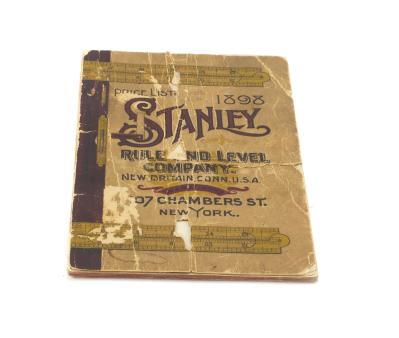 PRICE LIST 1898
STANLEY
RULE AND LEVEL
COMPANY.
NEW BRITAIN, CONN. U.S.A.
07 CHAMBERS ST.
NEW YORK.